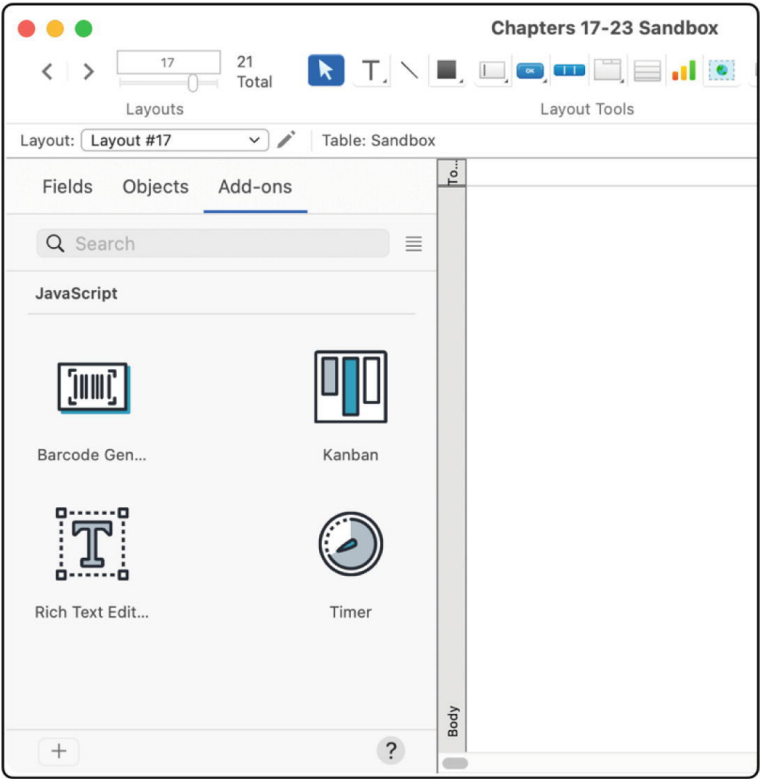 Chapters 17-23 Sandbox
17
21
Total
T
OK
Layouts
Layout Tools
Layout: Layout #17
Table: Sandbox
Fields Objects Add-ons
To...
Search
JavaScript
Barcode Gen...
Kanban
T
Rich Text Edit...
Timer
Body
+
?